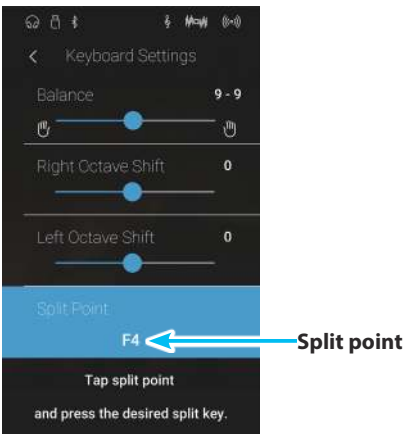 < Keyboard Settings
Balance 9 - 9
Right Octave Shift 0
Left Octave Shift 0
Split Point
F4
Split point
Tap split point
and press the desired split key.